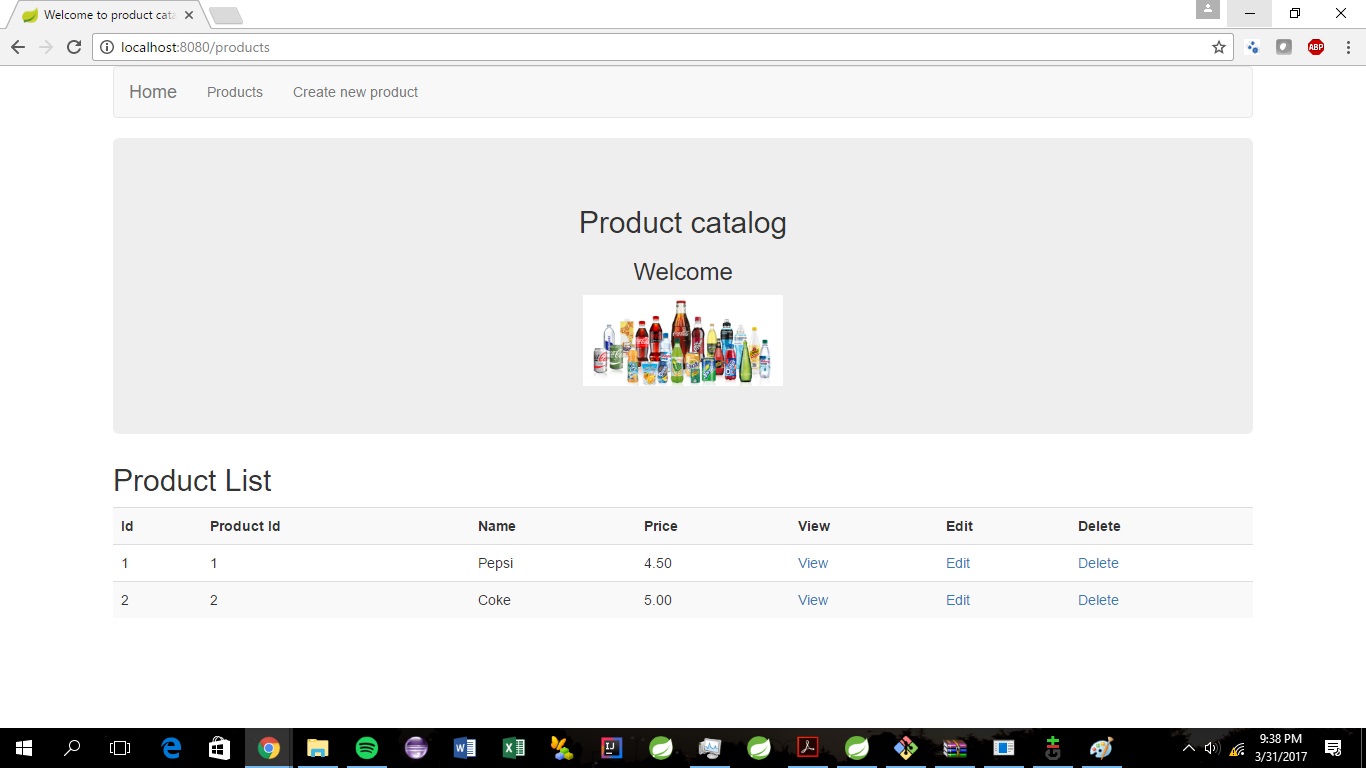 Welcome to product cata
localhost:8080/products
ABP
Home Products Create new product
Product catalog
Welcome
Product List
Id Product Id Name Price View Edit Delete
1 1 Pepsi 4.50 View Edit Delete
2 2 Coke 5.00 View Edit Delete
9:38 PM
3/31/2017